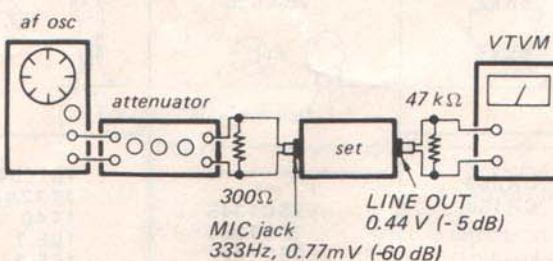 af osc
VTVM
attenuator
47 kΩ
set
300Ω
LINE OUT
0.44 V (- 5 dB)
MIC jack
333Hz, 0.77mV (-60 dB)